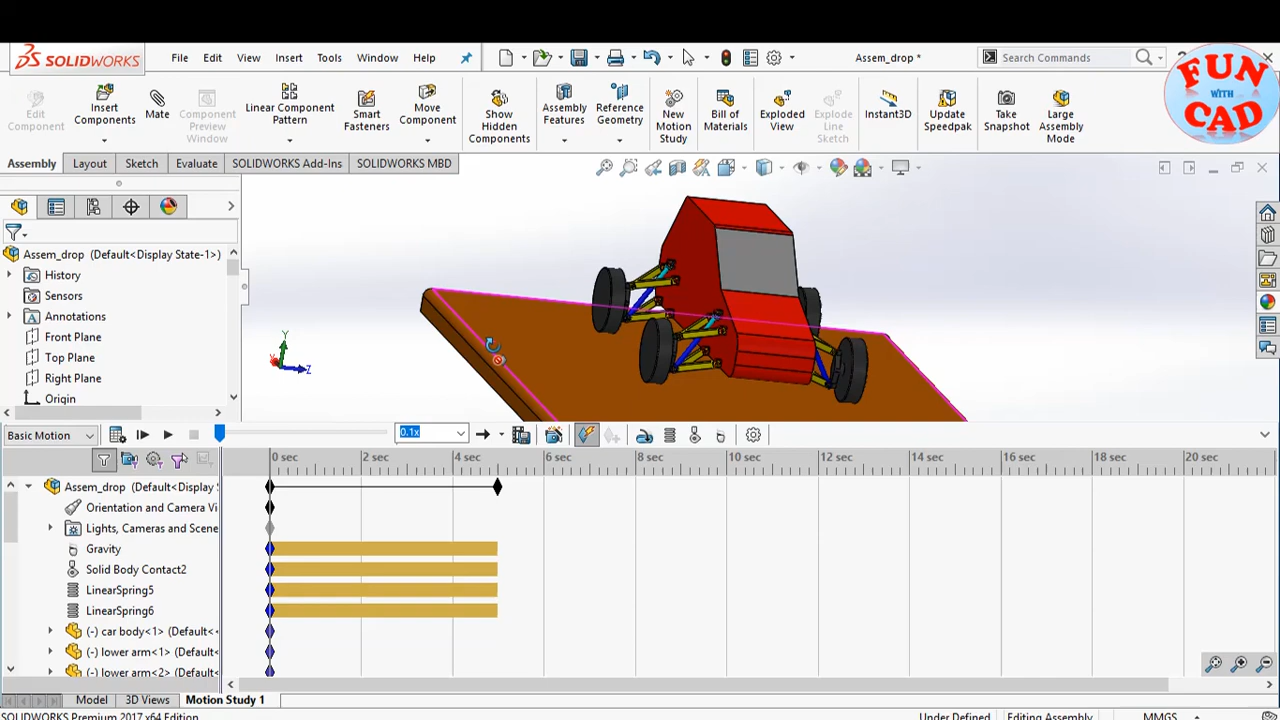 SOLIDWORKS File Edit View Insert Tools Window Help Assem_drop * Search Commands ?
FUN
WITH
CAD
Edit Component
Insert Components
Mate
Component Preview Window
Linear Component Pattern
Smart Fasteners
Move Component
Show Hidden Components
Assembly Features
Reference Geometry
New Motion Study
Bill of Materials
Exploded View
Explode Line Sketch
Instant3D
Update Speedpak
Take Snapshot
Large Assembly Mode
Assembly Layout Sketch Evaluate SOLIDWORKS Add-Ins SOLIDWORKS MBD
Assem_drop (Default<Display State-1>)
History
Sensors
Annotations
Front Plane
Top Plane
Right Plane
Origin
Y
X
Z
Basic Motion 0.1x
0 sec 2 sec 4 sec 6 sec 8 sec 10 sec 12 sec 14 sec 16 sec 18 sec 20 sec
Assem_drop (Default<Display S
Orientation and Camera Vi
Lights, Cameras and Scene
Gravity
Solid Body Contact2
LinearSpring5
LinearSpring6
(-) car body<1> (Default<
(-) lower arm<1> (Default
(-) lower arm<2> (Default
Model 3D Views Motion Study 1
SOLIDWORKS Premium 2017 x64 Edition Under Defined Editing Assembly MMGS